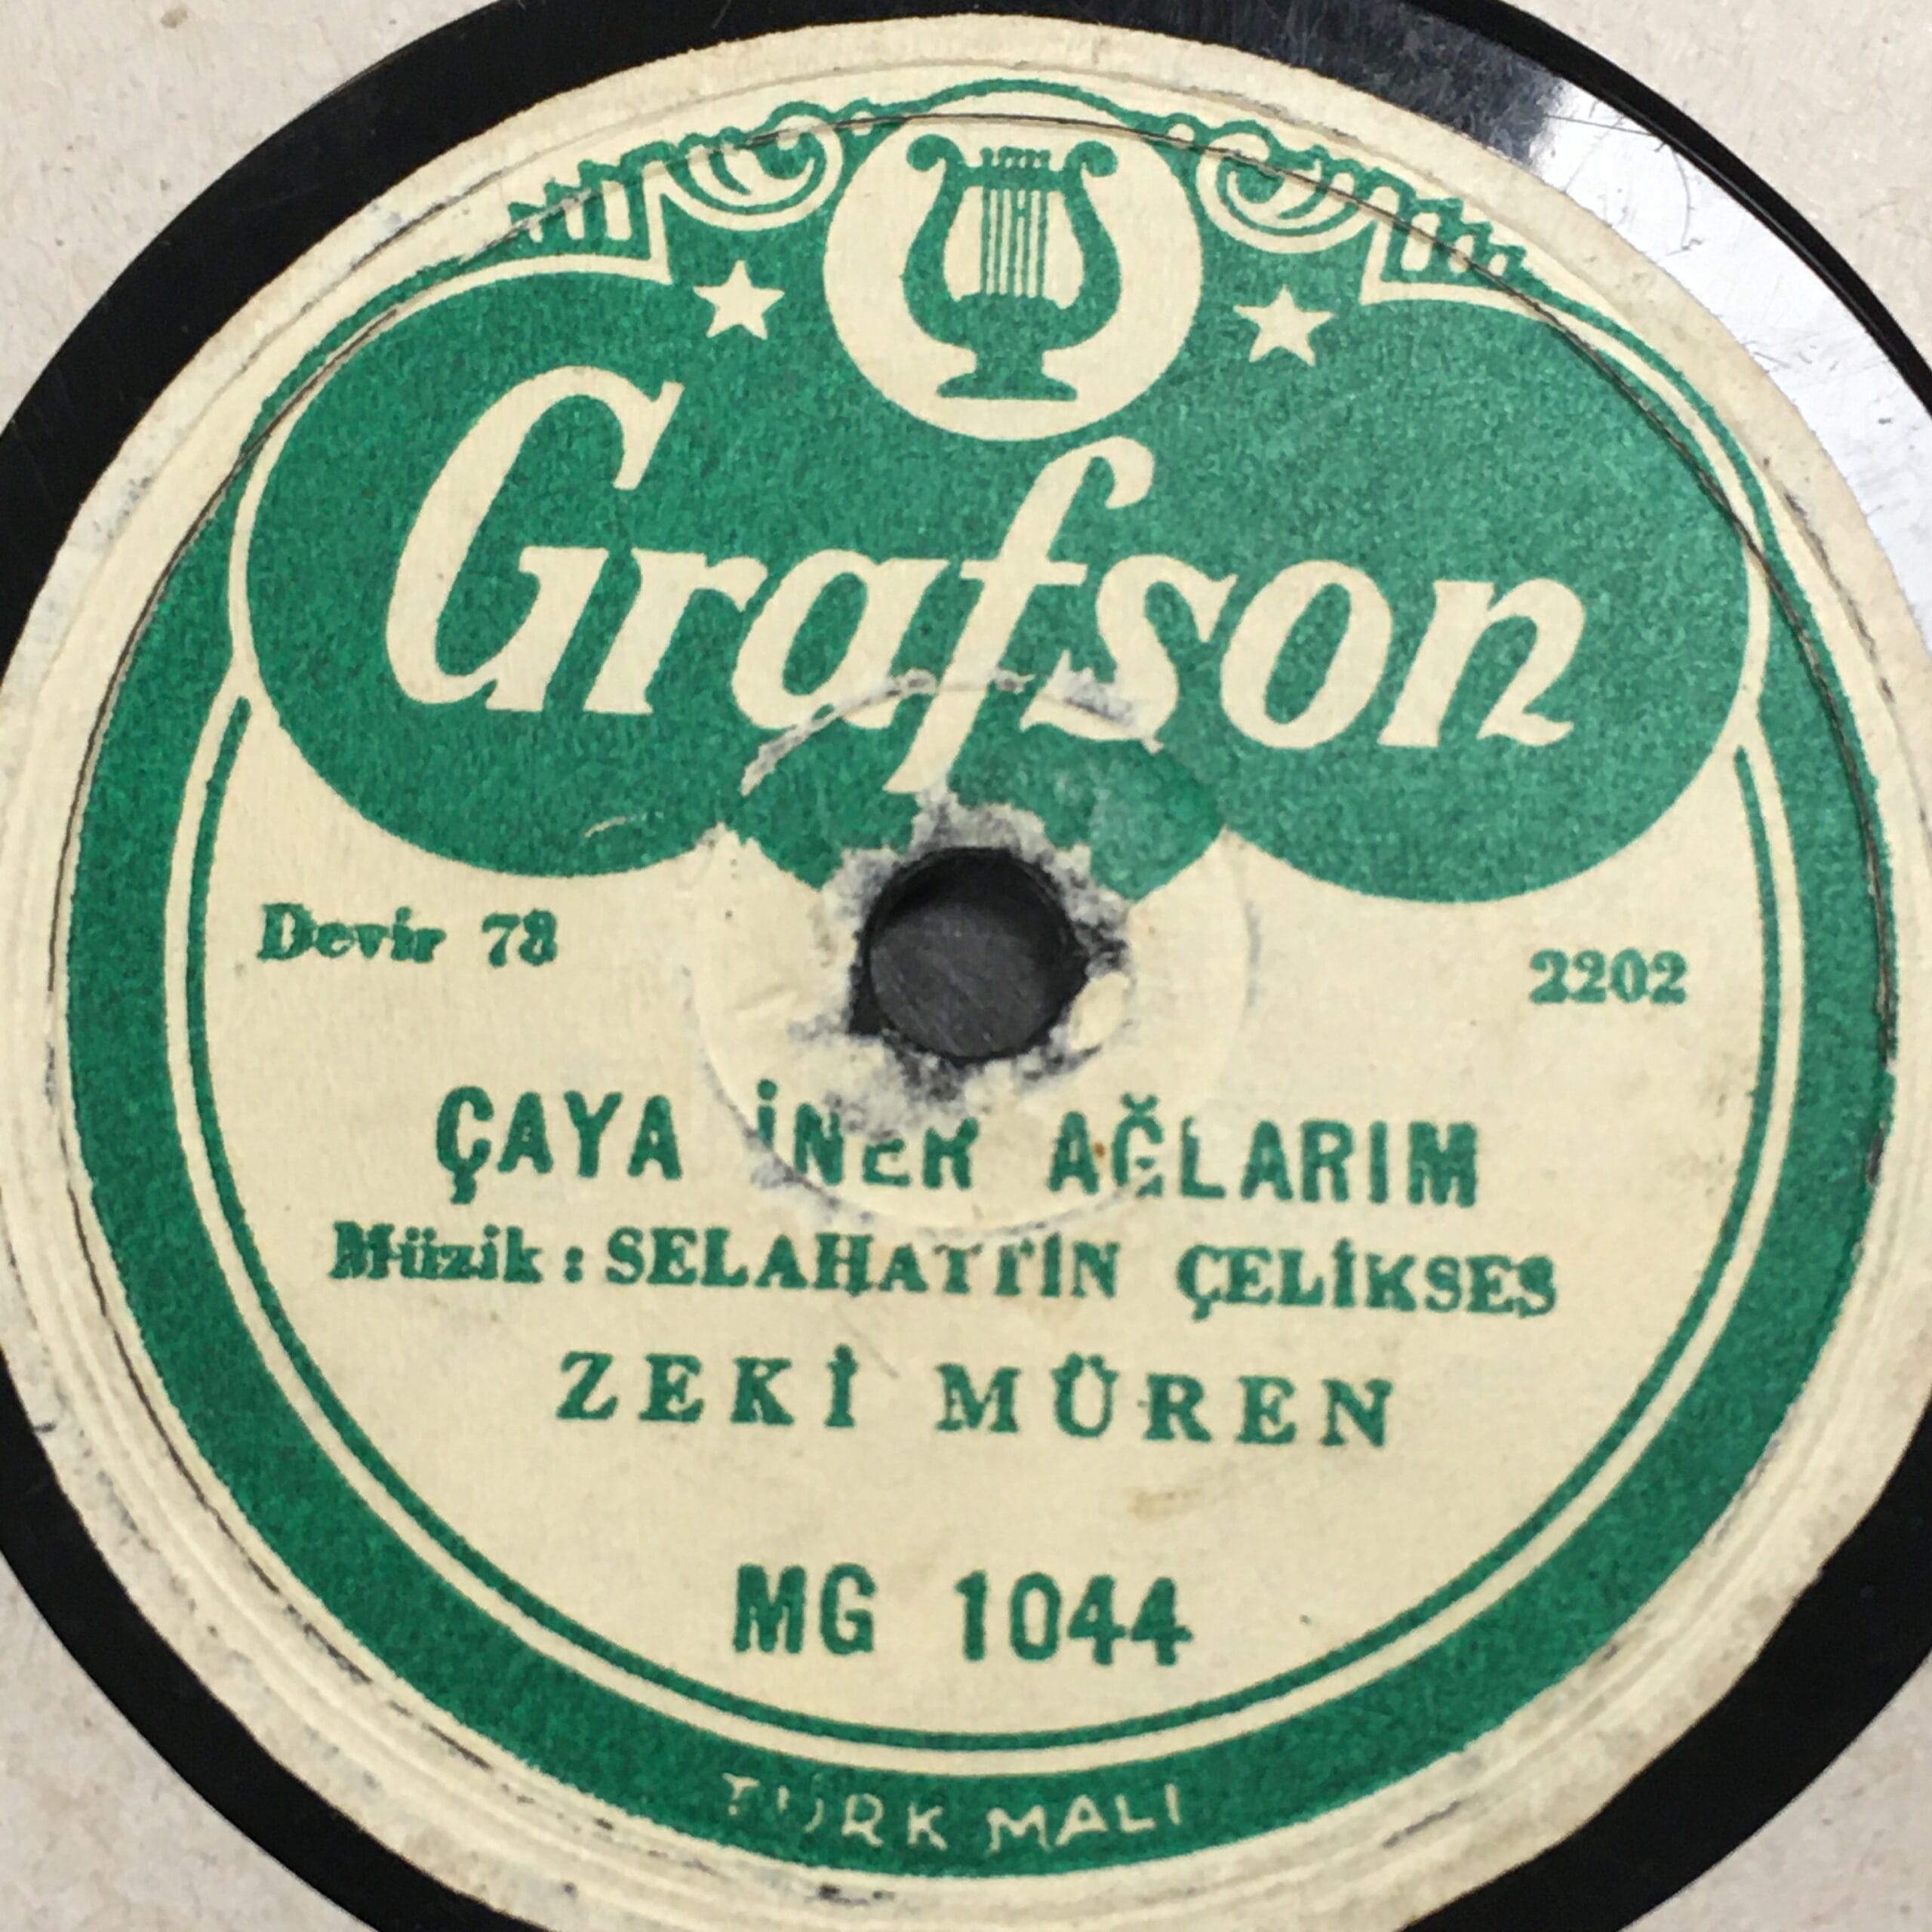 Grafson
Devir 78
2202
ÇAYA İNER AĞLARIM
Müzik : SELAHATTİN ÇELİKSES
ZEKİ MÜREN
MG 1044
TÜRK MALI